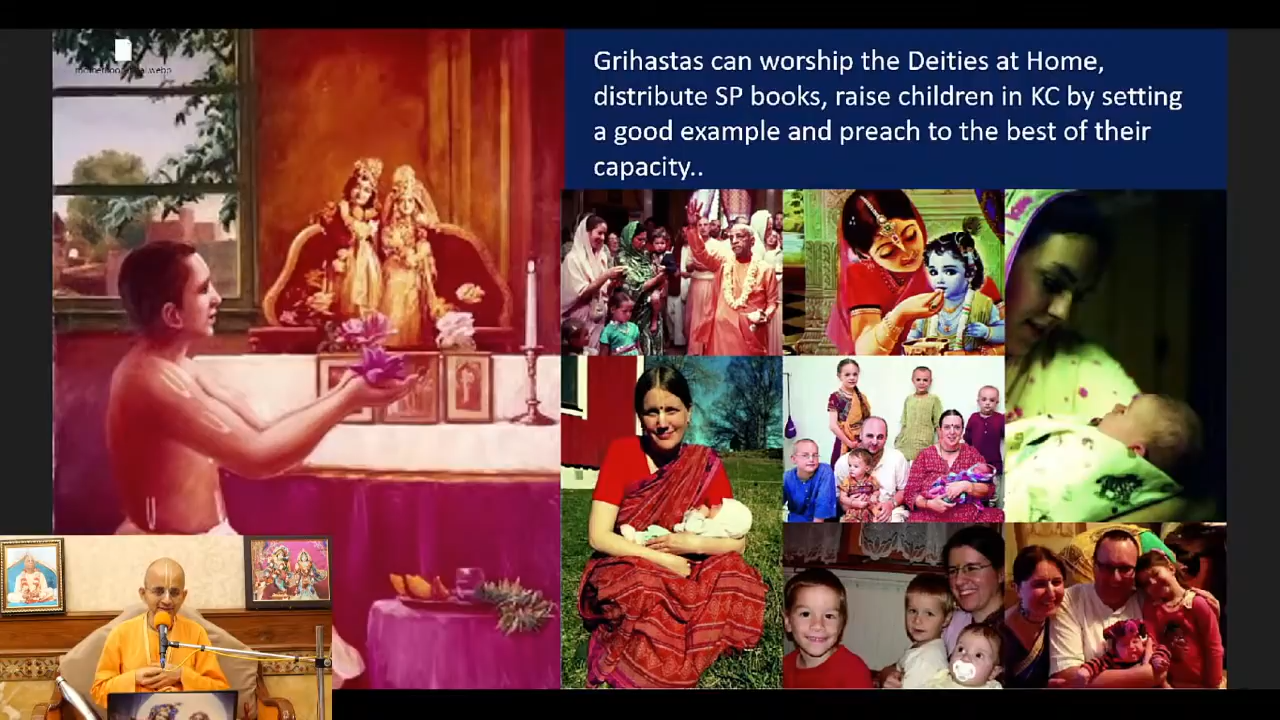 Grihastas can worship the Deities at Home,
distribute SP books, raise children in KC by setting
a good example and preach to the best of their
capacity..